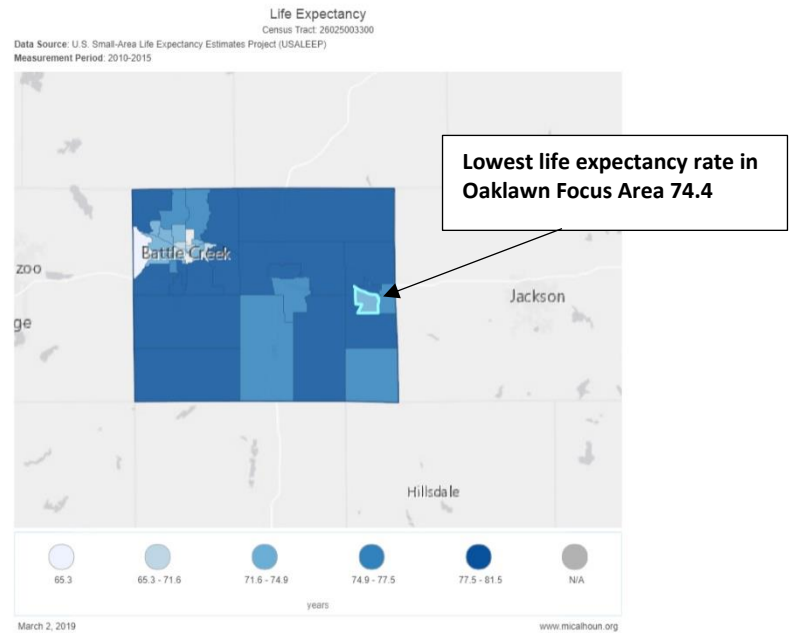 Life Expectancy
Census Tract: 26025003300
Data Source: U.S. Small-Area Life Expectancy Estimates Project (USALEEP)
Measurement Period: 2010-2015
Lowest life expectancy rate in
Oaklawn Focus Area 74.4
Battle Creek
zoo
Jackson
ge
Hillsdale
65.3
65.3 - 71.6
71.6 - 74.9
74.9 - 77.5
77.5 - 81.5
N/A
years
March 2, 2019
www.micalhoun.org